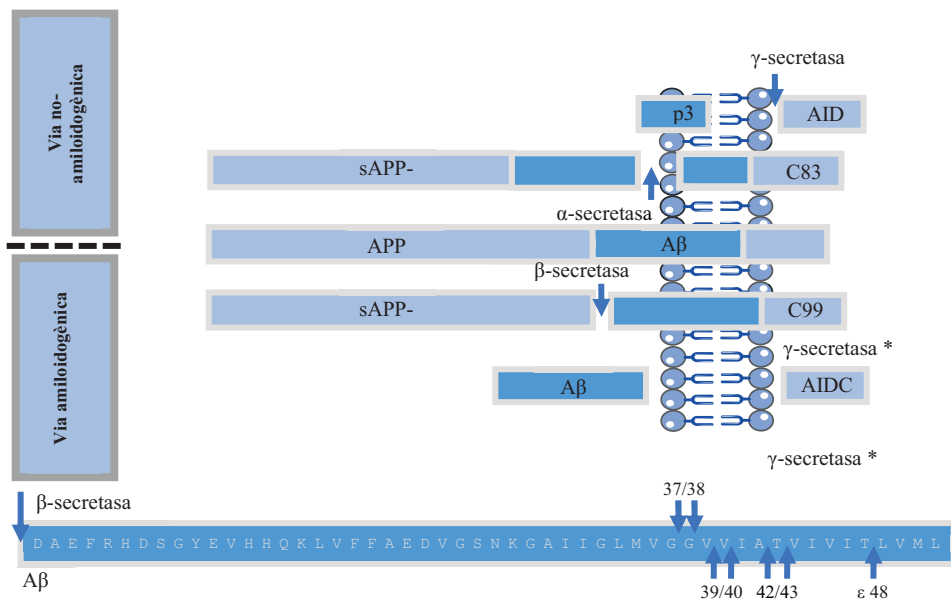 Via no-
amiloidogènica
γ-secretasa
p3
AID
sAPP-
C83
α-secretasa
APP
Aβ
β-secretasa
sAPP-
C99
γ-secretasa *
Aβ
AIDC
Via amiloidogènica
γ-secretasa *
β-secretasa
37/38
D A E F R H D S G Y E V H H Q K L V F F A E D V G S N K G A I I G L M V G G V V I A T V I V I T L V M L
Aβ
39/40
42/43
ε 48